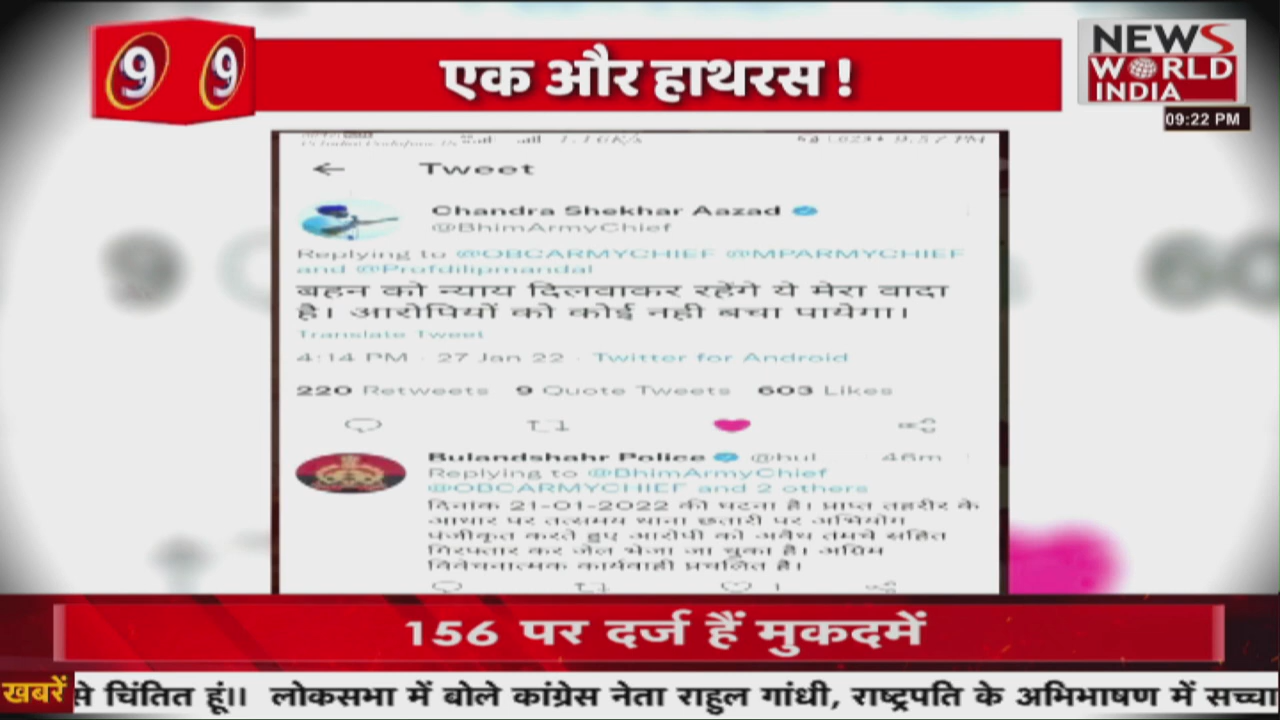 9 9
एक और हाथरस !
NEWS
WORLD
INDIA
09:22 PM
← Tweet
Chandra Shekhar Aazad
@BhimArmyChief
Replying to @OBCARMYCHIEF @MPARMYCHIEF
and @Profdilipmandal
बहन को न्याय दिलवाकर रहेंगे ये मेरा वादा
है। आरोपियों को कोई नही बचा पायेगा।
Translate Tweet
4:14 PM · 27 Jan 22 · Twitter for Android
220 Retweets 9 Quote Tweets 603 Likes
Bulandshahr Police @bul 46m
Replying to @BhimArmyChief
@OBCARMYCHIEF and 2 others
दिनांक 21-01-2022 की घटना है। प्राप्त तहरीर के
आधार पर तत्समय थाना छतारी पर अभियोग
पंजीकृत करते हुए आरोपी को अवैध तमंचे सहित
गिरफ्तार कर जेल भेजा जा चुका है। अग्रिम
विवेचनात्मक कार्यवाही प्रचलित है।
156 पर दर्ज हैं मुकदमें
खबरें से चिंतित हूं।। लोकसभा में बोले कांग्रेस नेता राहुल गांधी, राष्ट्रपति के अभिभाषण में सच्चा